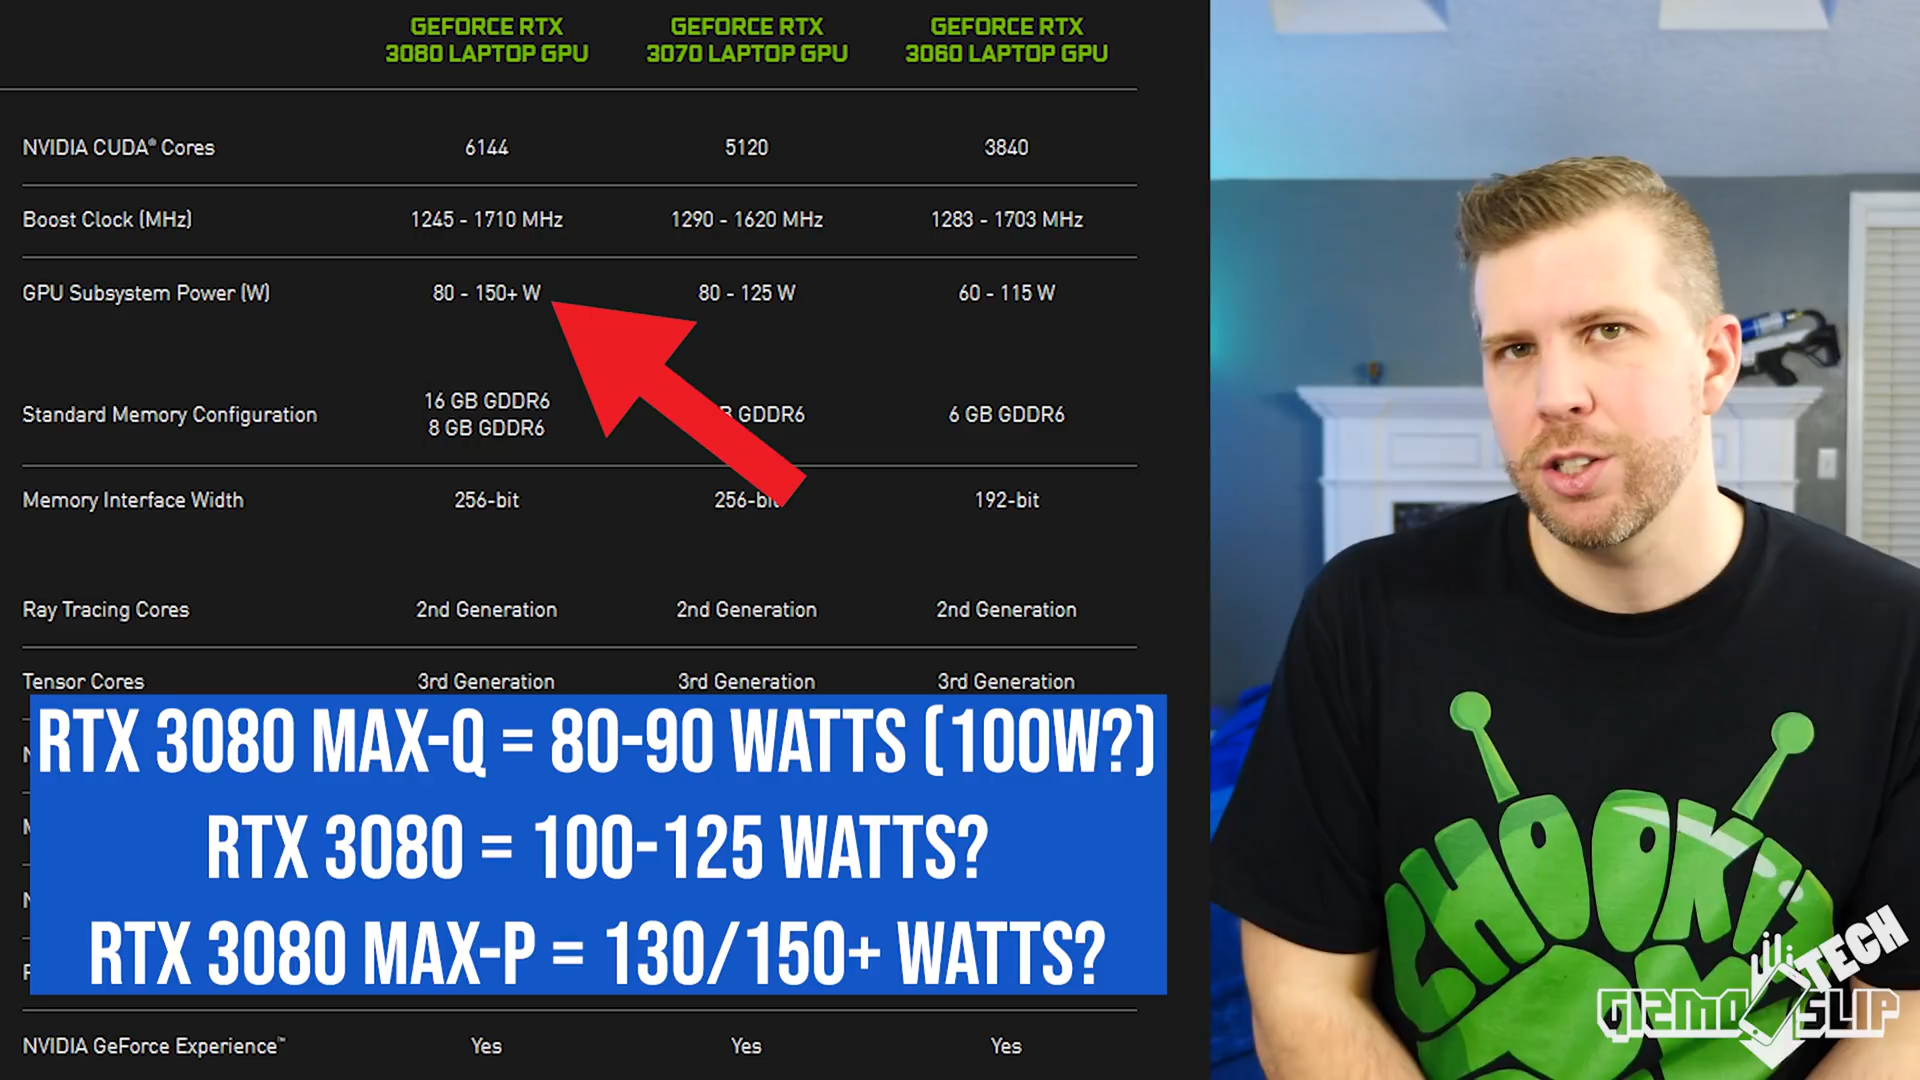 GEFORCE RTX
3080 LAPTOP GPU
GEFORCE RTX
3070 LAPTOP GPU
GEFORCE RTX
3060 LAPTOP GPU
NVIDIA CUDA® Cores 6144 5120 3840
Boost Clock (MHz) 1245 - 1710 MHz 1290 - 1620 MHz 1283 - 1703 MHz
GPU Subsystem Power (W) 80 - 150+ W 80 - 125 W 60 - 115 W
Standard Memory Configuration
16 GB GDDR6
8 GB GDDR6
GDDR6
6 GB GDDR6
Memory Interface Width 256-bit 256-bit 192-bit
Ray Tracing Cores 2nd Generation 2nd Generation 2nd Generation
Tensor Cores 3rd Generation 3rd Generation 3rd Generation
RTX 3080 MAX-Q = 80-90 WATTS (100W?)
RTX 3080 = 100-125 WATTS?
RTX 3080 MAX-P = 130/150+ WATTS?
NVIDIA GeForce Experience™ Yes Yes Yes
CHOOKS
TECH
GIZMO SLIP